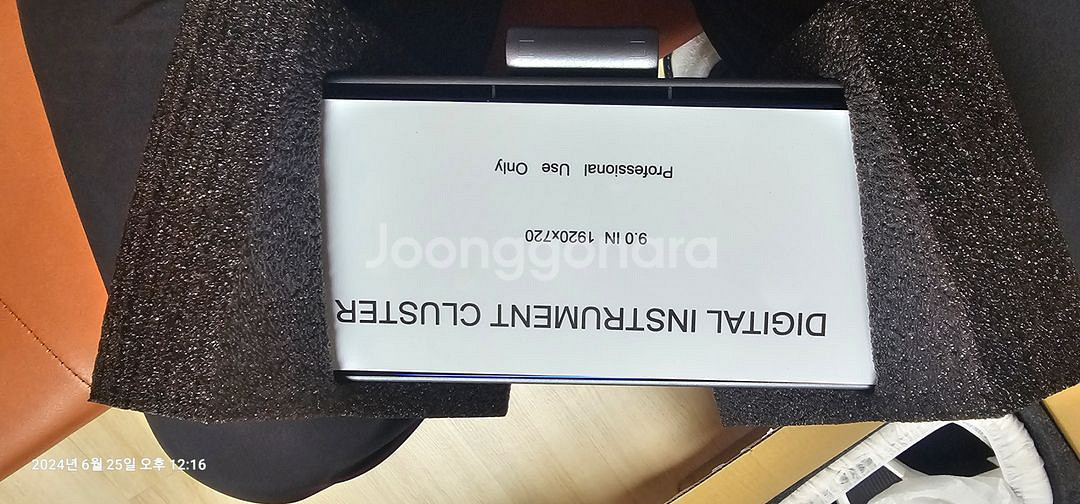 DIGITAL INSTRUMENT CLUSTER
9.0 IN 1920x720
Professional Use Only
Joonggonara
2024년 6월 25일 오후 12:16